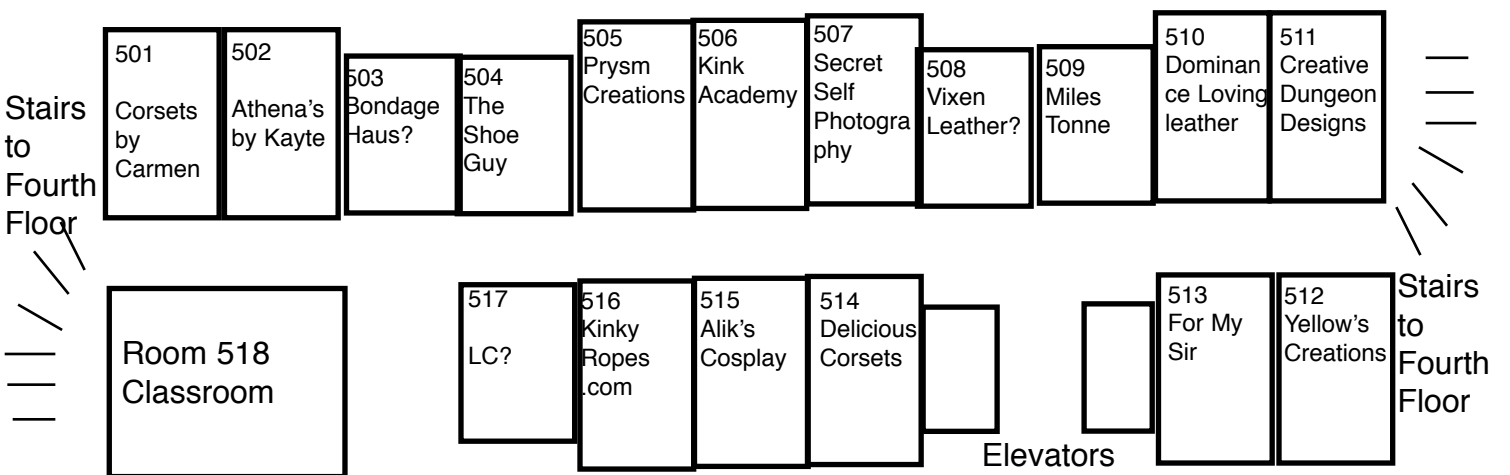 Stairs
to
Fourth
Floor
501
Corsets
by
Carmen
502
Athena's
by Kayte
503
Bondage
Haus?
504
The
Shoe
Guy
505
Prysm
Creations
506
Kink
Academy
507
Secret
Self
Photogra
phy
508
Vixen
Leather?
509
Miles
Tonne
510
Dominan
ce Loving
leather
511
Creative
Dungeon
Designs
Room 518
Classroom
517
LC?
516
Kinky
Ropes
.com
515
Alik's
Cosplay
514
Delicious
Corsets
Elevators
513
For My
Sir
512
Yellow's
Creations
Stairs
to
Fourth
Floor